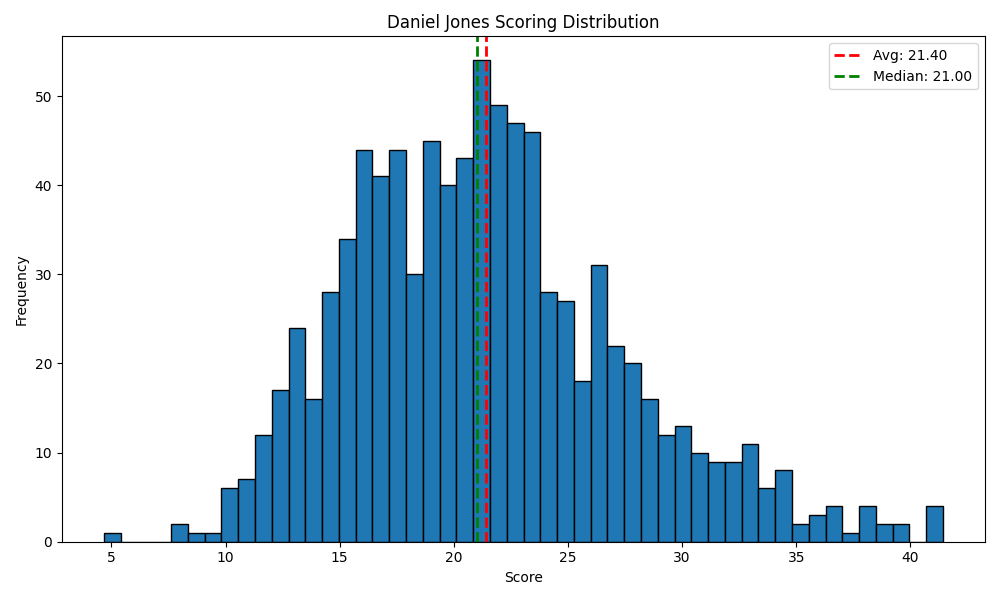 Daniel Jones Scoring Distribution
Avg: 21.40
Median: 21.00
Frequency
50
40
30
20
10
0
5 10 15 20 25 30 35 40
Score